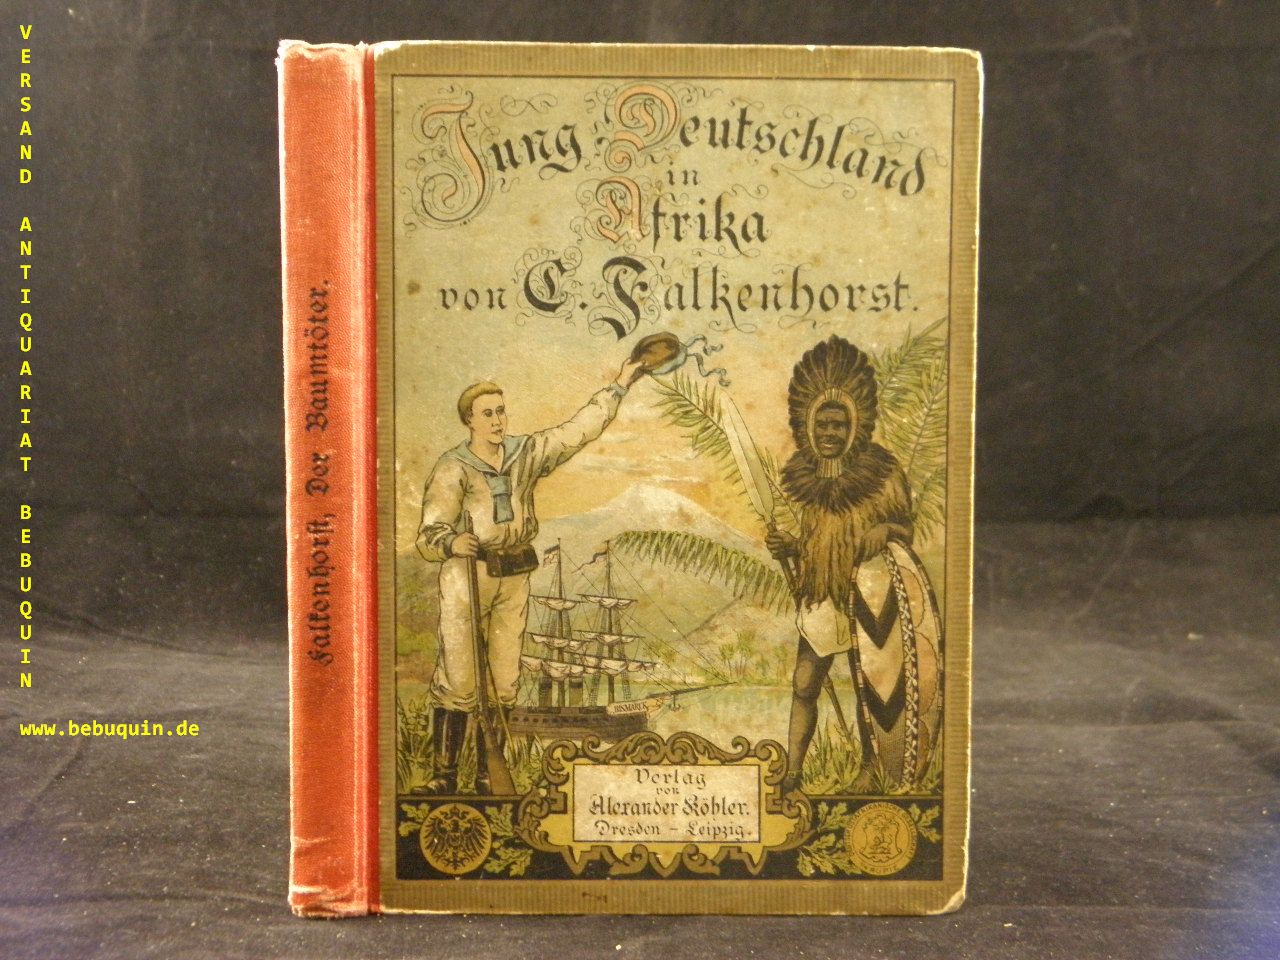 VERSAND ANTIQUARIAT BEBUQUIN
www.bebuquin.de
Falkenhorst, Der Baumtöter.
Jung Deutschland
in
Afrika
von C. Falkenhorst.
BISMARCK
Verlag
von
Alexander Köhler.
Dresden - Leipzig.